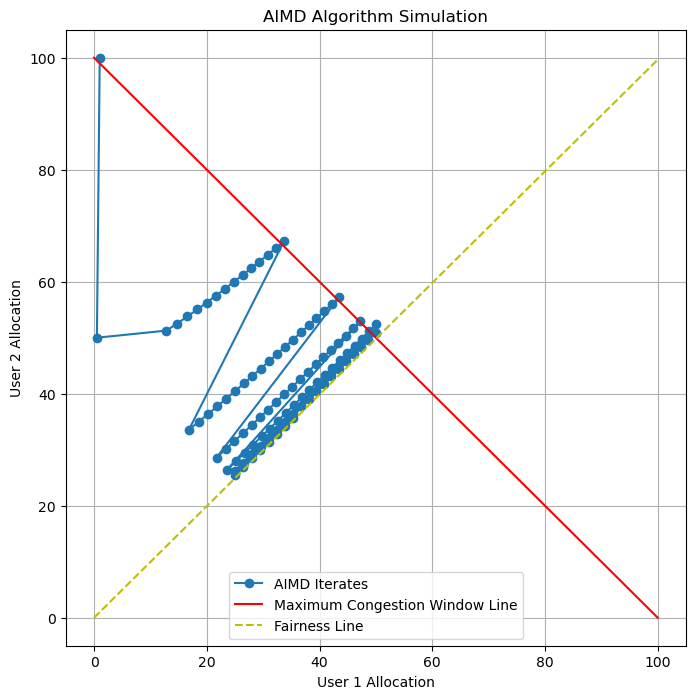 AIMD Algorithm Simulation
100
80
60
40
20
0
User 2 Allocation
AIMD Iterates
Maximum Congestion Window Line
Fairness Line
0 20 40 60 80 100
User 1 Allocation